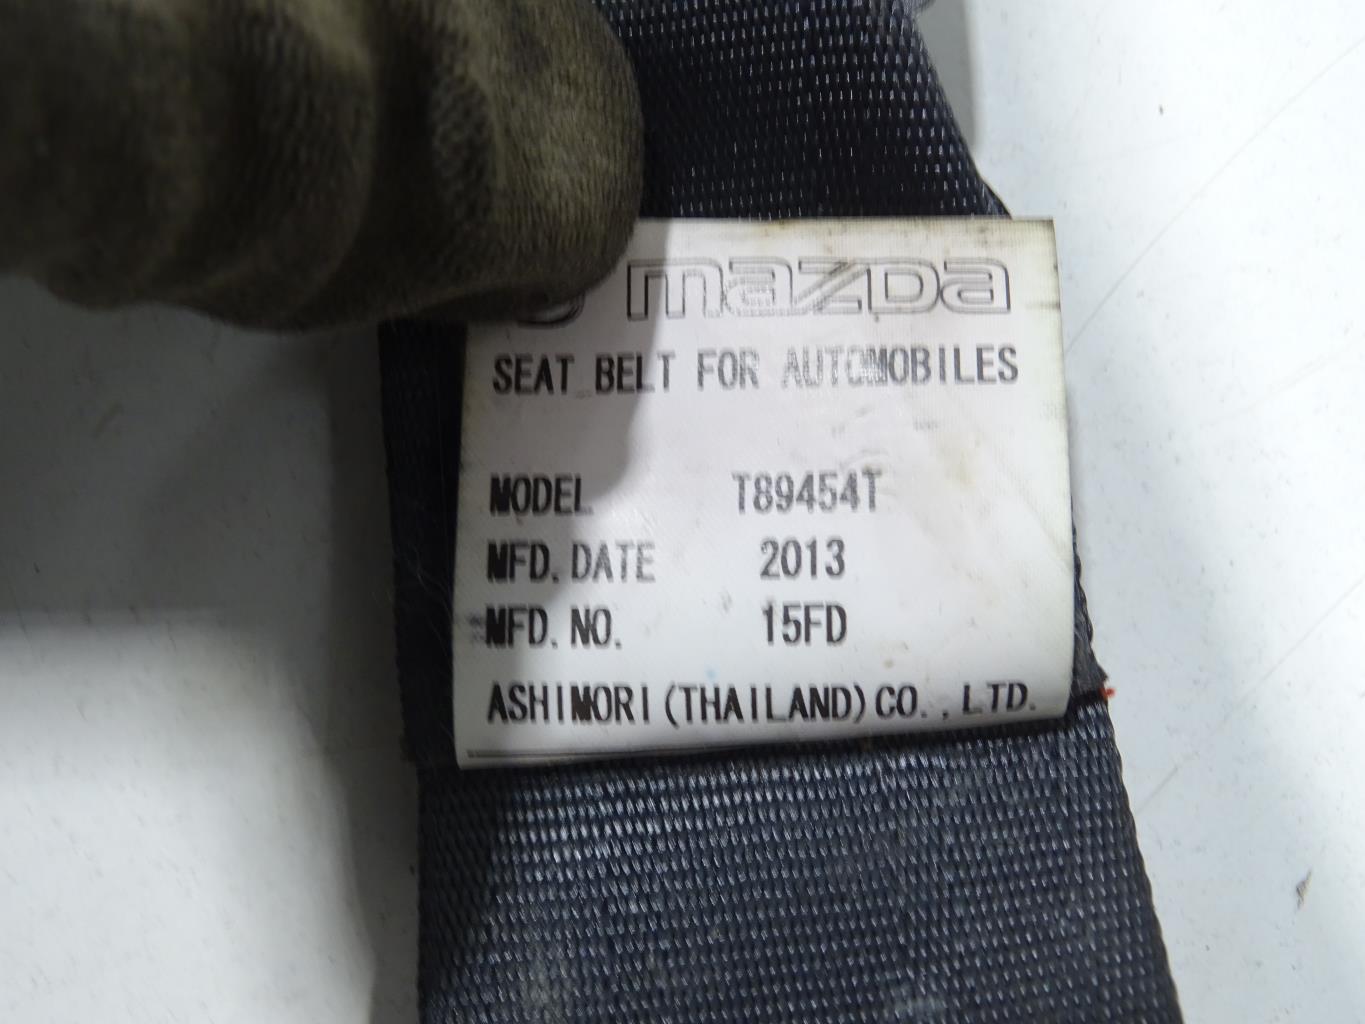 mazda
SEAT BELT FOR AUTOMOBILES
MODEL T89454T
MFD. DATE 2013
MFD. NO. 15FD
ASHIMORI (THAILAND) CO., LTD.